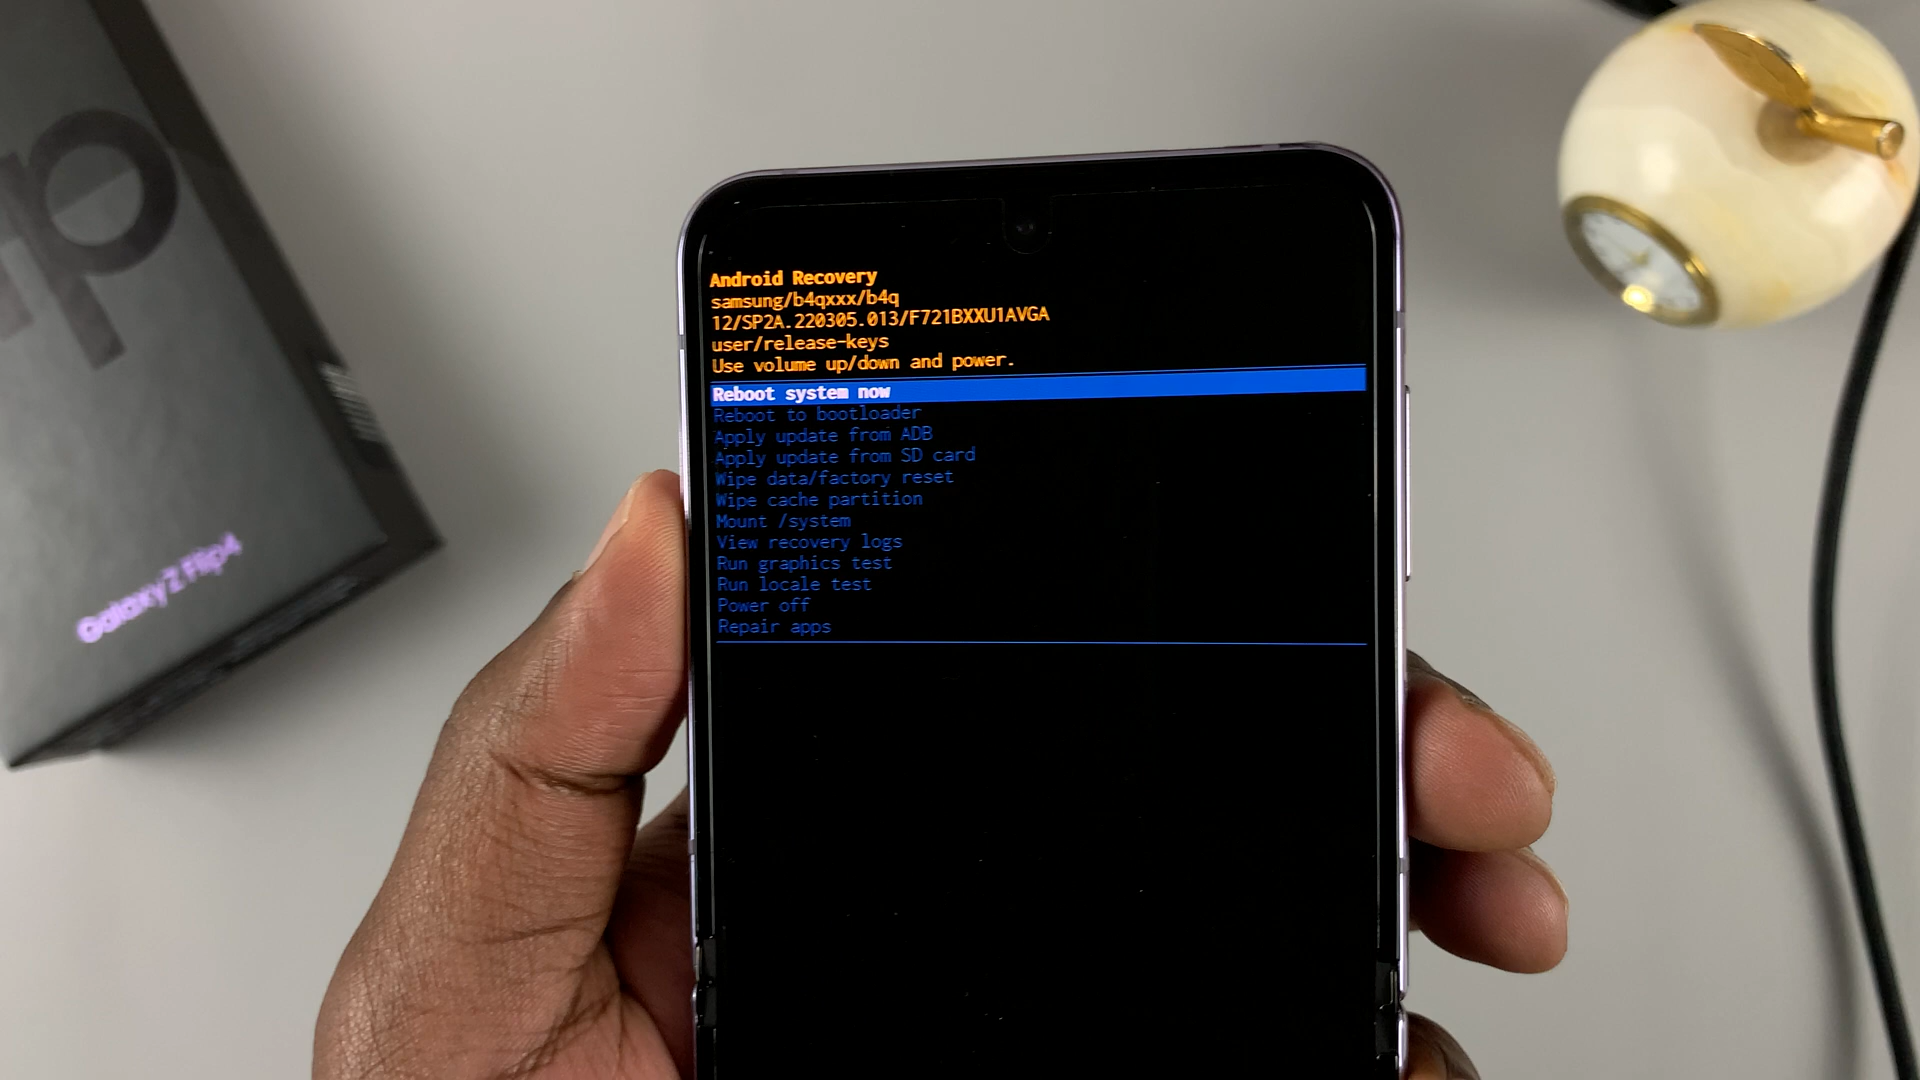 Flip
Galaxy Z Flip4
Android Recovery
samsung/b4qxxx/b4q
12/SP2A.220305.013/F721BXXU1AVGA
user/release-keys
Use volume up/down and power.
Reboot system now
Reboot to bootloader
Apply update from ADB
Apply update from SD card
Wipe data/factory reset
Wipe cache partition
Mount /system
View recovery logs
Run graphics test
Run locale test
Power off
Repair apps